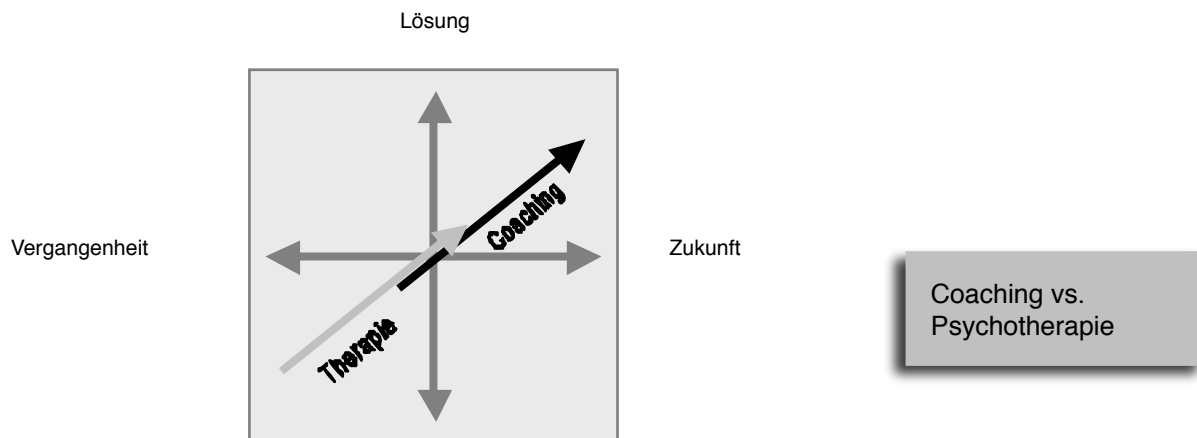 Lösung
Coaching
Vergangenheit
Zukunft
Therapie
Coaching vs.
Psychotherapie